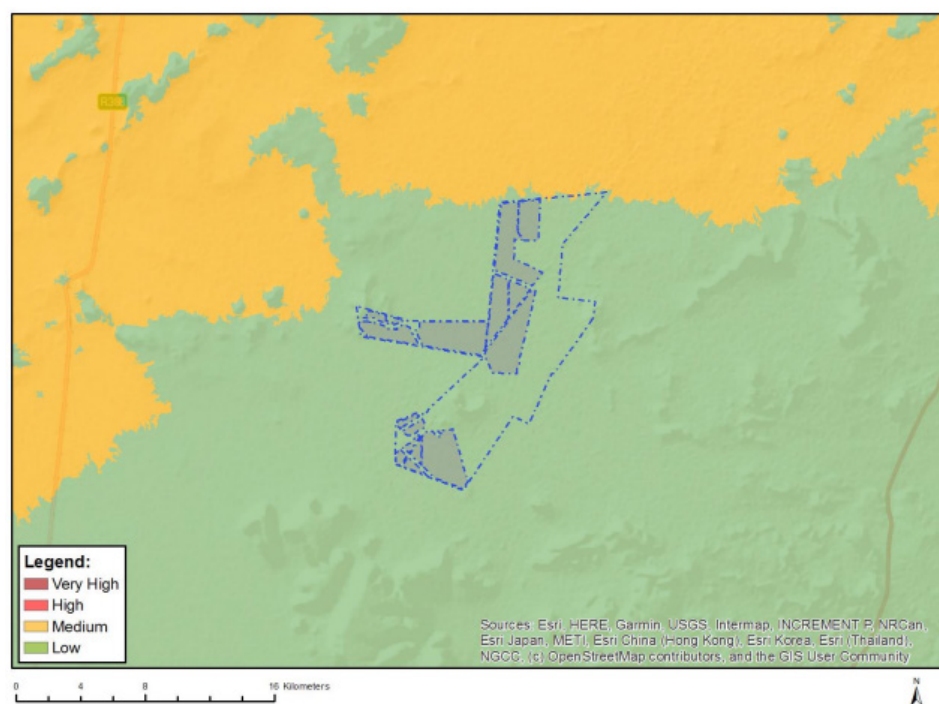 Legend:
Very High
High
Medium
Low
Sources: Esri, HERE, Garmin, USGS, Intermap, INCREMENT P, NRCan,
Esri Japan, METI, Esri China (Hong Kong), Esri Korea, Esri (Thailand),
NGCC, (c) OpenStreetMap contributors, and the GIS User Community
0 2 4 8 12 16 Kilometers
N